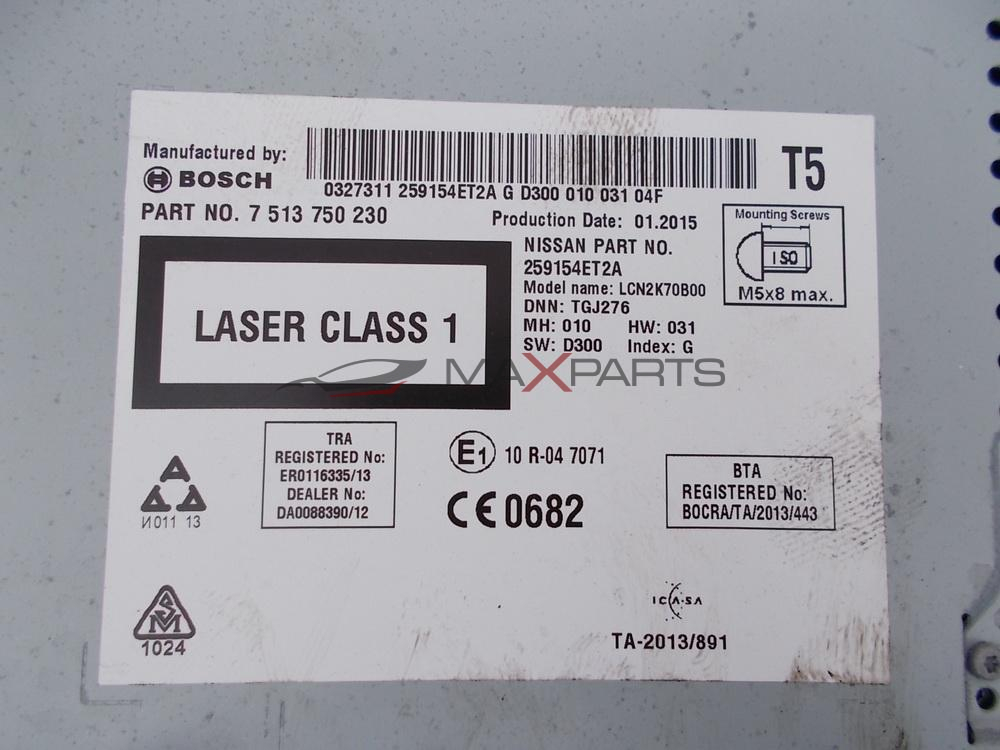 Manufactured by:
BOSCH
0327311 259154ET2A G D300 010 031 04F
T5
PART NO. 7 513 750 230
Production Date: 01.2015
Mounting Screws
ISO
M5x8 max.
NISSAN PART NO.
259154ET2A
Model name: LCN2K70B00
DNN: TGJ276
MH: 010 HW: 031
SW: D300 Index: G
LASER CLASS 1
MAXPARTS
TRA
REGISTERED No:
ER0116335/13
DEALER No:
DA0088390/12
E1 10 R-04 7071
CE 0682
BTA
REGISTERED No:
BOCRA/TA/2013/443
И011 13
SM
1024
ICASA
TA-2013/891